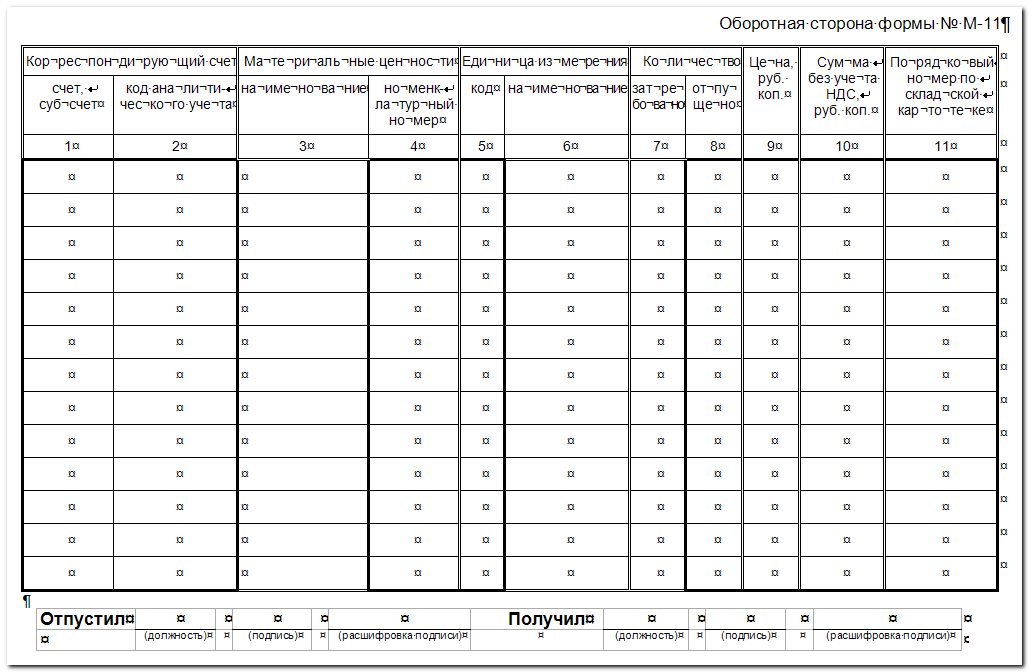 Оборотная сторона формы № М-11
Корреспондирующий счет Материальные ценности Единица измерения Количество Цена, руб. коп. Сумма без учета НДС, руб. коп. Порядковый номер по складской картотеке
счет, субсчет код аналитического учета наименование номенклатурный номер код наименование затребовано отпущено
1 2 3 4 5 6 7 8 9 10 11
Отпустил Получил
(должность) (подпись) (расшифровка подписи) (должность) (подпись) (расшифровка подписи)